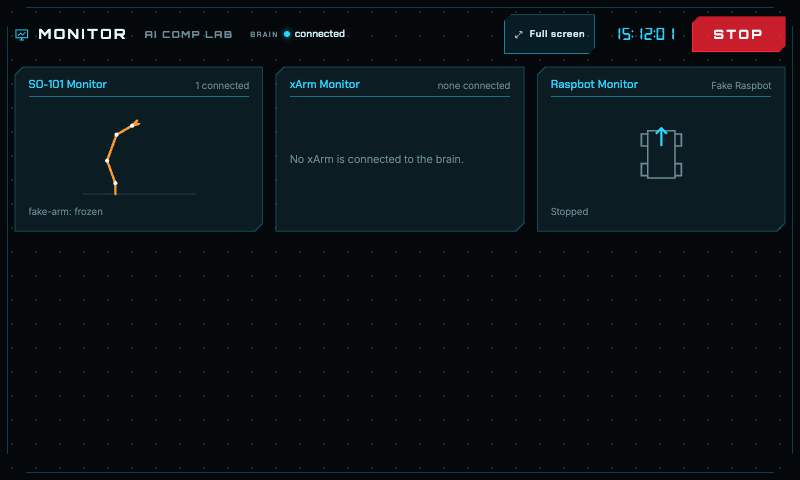 MONITOR AI COMP LAB BRAIN connected Full screen 15:12:01 STOP
SO-101 Monitor 1 connected
fake-arm: frozen
xArm Monitor none connected
No xArm is connected to the brain.
Raspbot Monitor Fake Raspbot
Stopped